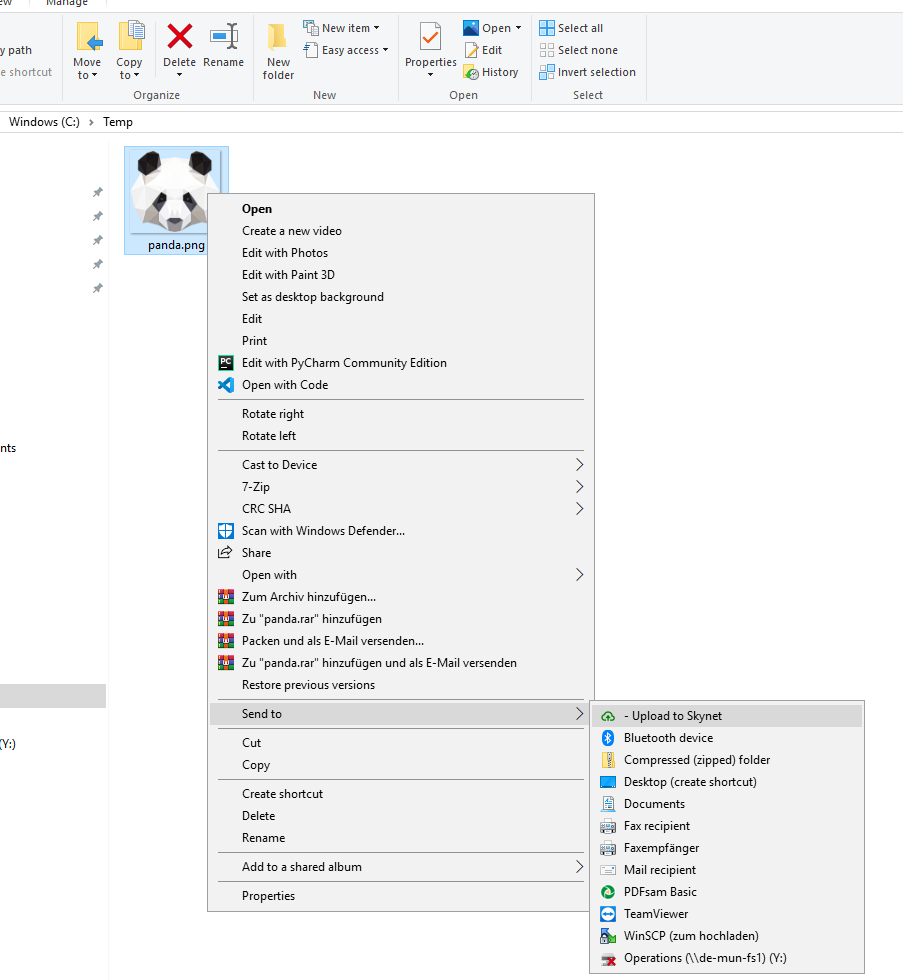 ew
Manage
y path
e shortcut
Move to
Copy to
Delete
Rename
Organize
New folder
New item
Easy access
New
Properties
Open
Edit
History
Open
Select all
Select none
Invert selection
Select
Windows (C:) > Temp
panda.png
nts
(Y:)
Open
Create a new video
Edit with Photos
Edit with Paint 3D
Set as desktop background
Edit
Print
PC Edit with PyCharm Community Edition
Open with Code
Rotate right
Rotate left
Cast to Device
7-Zip
CRC SHA
Scan with Windows Defender...
Share
Open with
Zum Archiv hinzufügen...
Zu "panda.rar" hinzufügen
Packen und als E-Mail versenden...
Zu "panda.rar" hinzufügen und als E-Mail versenden
Restore previous versions
Send to
Cut
Copy
Create shortcut
Delete
Rename
Add to a shared album
Properties
- Upload to Skynet
Bluetooth device
Compressed (zipped) folder
Desktop (create shortcut)
Documents
Fax recipient
Faxempfänger
Mail recipient
PDFsam Basic
TeamViewer
WinSCP (zum hochladen)
Operations (\\de-mun-fs1) (Y:)